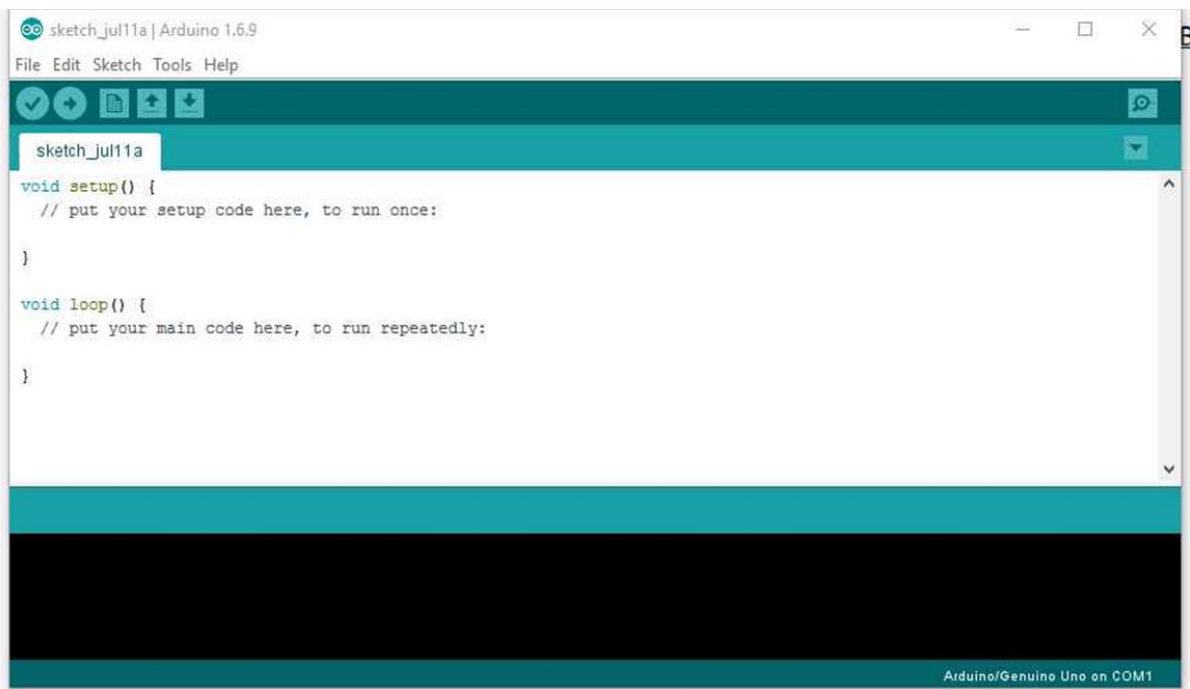 sketch_jul11a | Arduino 1.6.9
File Edit Sketch Tools Help
sketch_jul11a
void setup() {
  // put your setup code here, to run once:
}
void loop() {
  // put your main code here, to run repeatedly:
}
Arduino/Genuino Uno on COM1